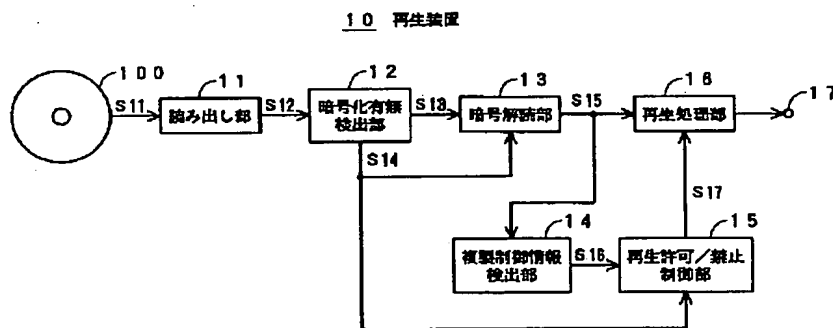 10 再生装置
100
11
12
13
16
17
S11
読み出し部
S12
暗号化有無
検出部
S13
暗号解読部
S15
再生処理部
S14
S17
14
15
複製制御情報
検出部
S16
再生許可/禁止
制御部